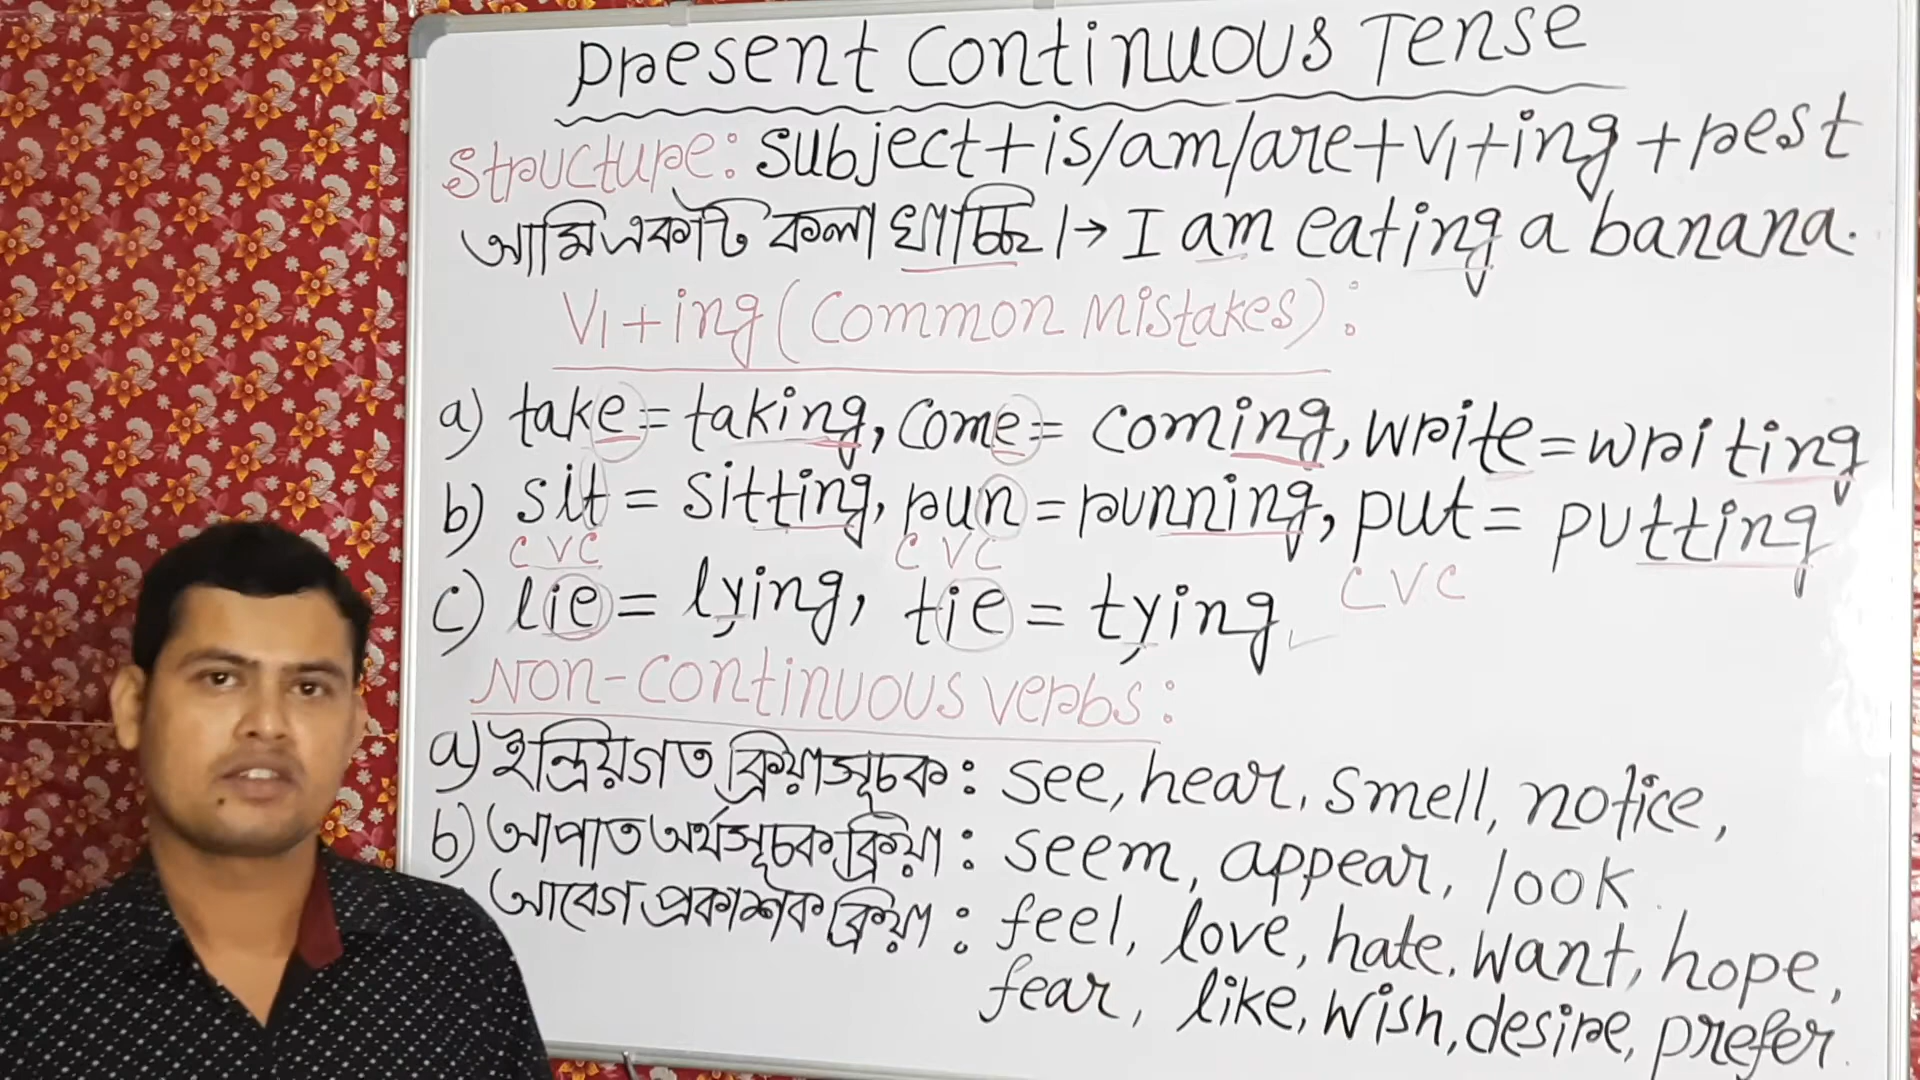 Present Continuous Tense
Structure: Subject+is/am/are+V1+ing+rest
আমি একটি কলা খাচ্ছি।→ I am eating a banana.
V1+ing (Common Mistakes):
a) take = taking, come = coming, write = writing
b) sit = sitting, run = running, put = putting
CVC CVC CVC
c) lie = lying, tie = tying
Non-continuous verbs:
a) ইন্দ্রিয়গত ক্রিয়াসূচক: see, hear, smell, notice,
b) আপাত অর্থসূচক ক্রিয়া: seem, appear, look
আবেগ প্রকাশক ক্রিয়া: feel, love, hate, want, hope,
fear, like, wish, desire, prefer.